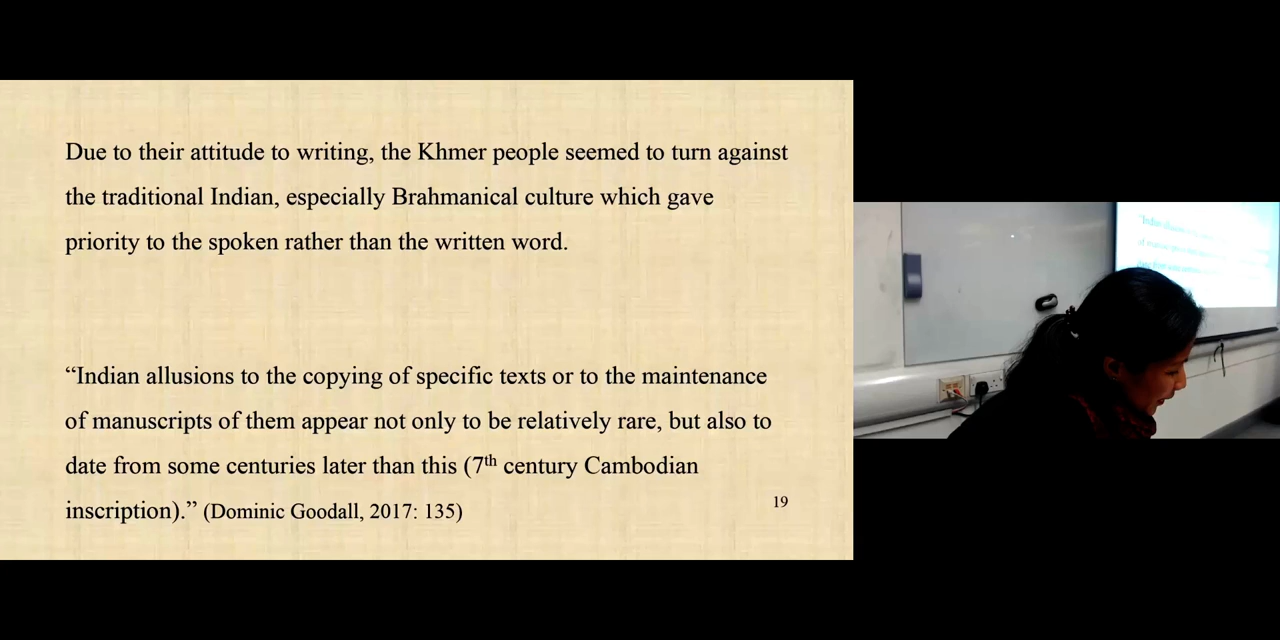 Due to their attitude to writing, the Khmer people seemed to turn against
the traditional Indian, especially Brahmanical culture which gave
priority to the spoken rather than the written word.
“Indian allusions to the copying of specific texts or to the maintenance
of manuscripts of them appear not only to be relatively rare, but also to
date from some centuries later than this (7th century Cambodian
inscription).” (Dominic Goodall, 2017: 135)
19